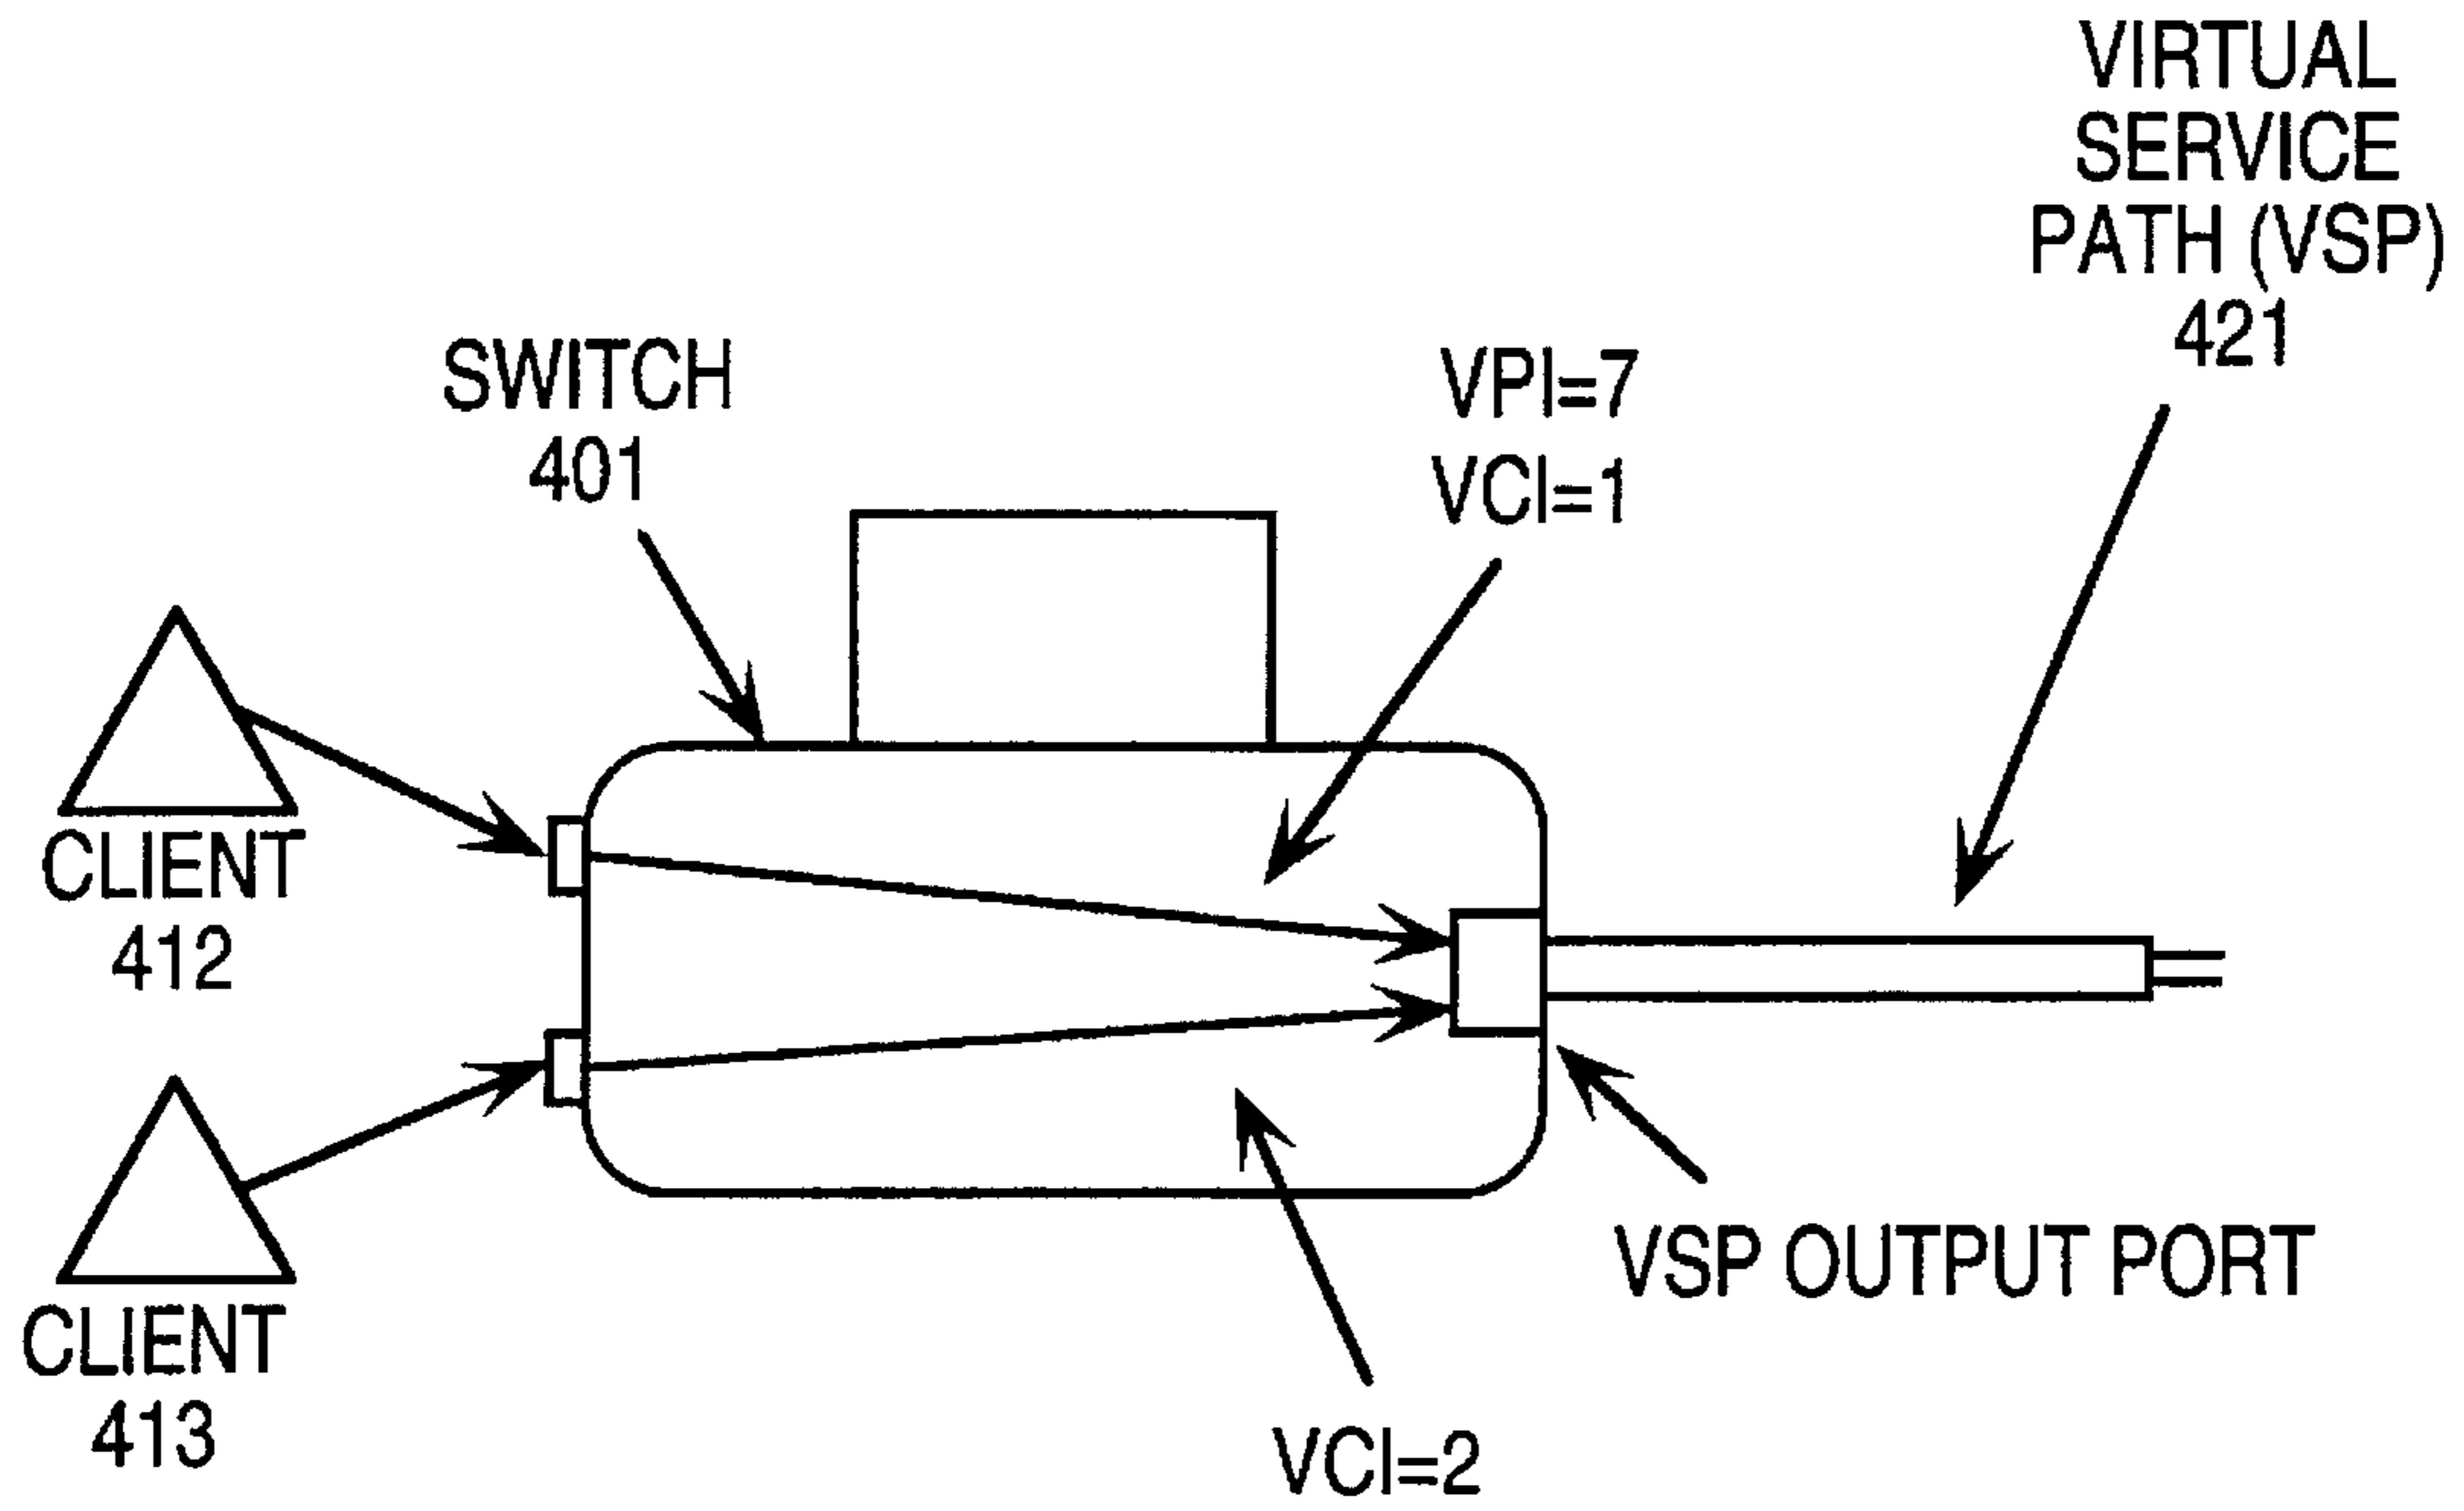 VIRTUAL
SERVICE
PATH (VSP)
421
SWITCH
401
VPI=7
VCI=1
CLIENT
412
CLIENT
413
VSP OUTPUT PORT
VCI=2